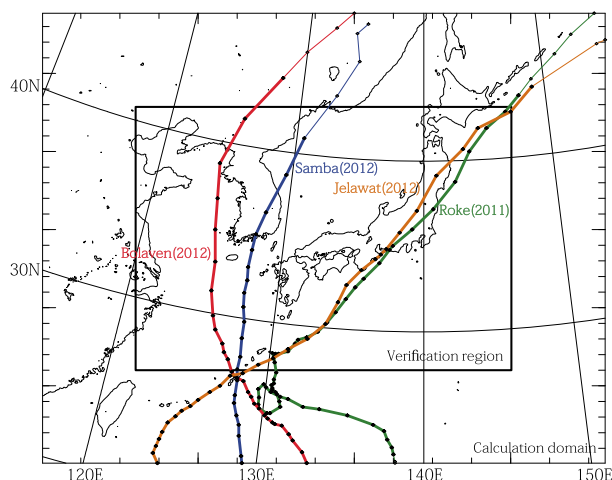 40N
Samba(2012)
Jelawat(2012)
Roke(2011)
Bolaven(2012)
30N
Verification region
Calculation domain
120E
130E
140E
150E